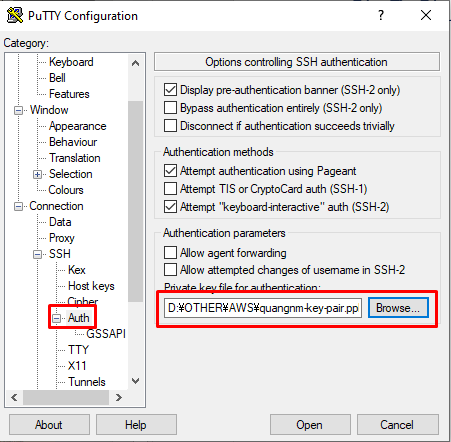 PuTTY Configuration
?
Category:
Keyboard
Bell
Features
Window
Appearance
Behaviour
Translation
Selection
Colours
Connection
Data
Proxy
SSH
Kex
Host keys
Cipher
Auth
GSSAPI
TTY
X11
Tunnels
Options controlling SSH authentication
Display pre-authentication banner (SSH-2 only)
Bypass authentication entirely (SSH-2 only)
Disconnect if authentication succeeds trivially
Authentication methods
Attempt authentication using Pageant
Attempt TIS or CryptoCard auth (SSH-1)
Attempt "keyboard-interactive" auth (SSH-2)
Authentication parameters
Allow agent forwarding
Allow attempted changes of username in SSH-2
Private key file for authentication:
D:¥OTHER¥AWS¥quangnm-key-pair.pp
Browse...
About
Help
Open
Cancel